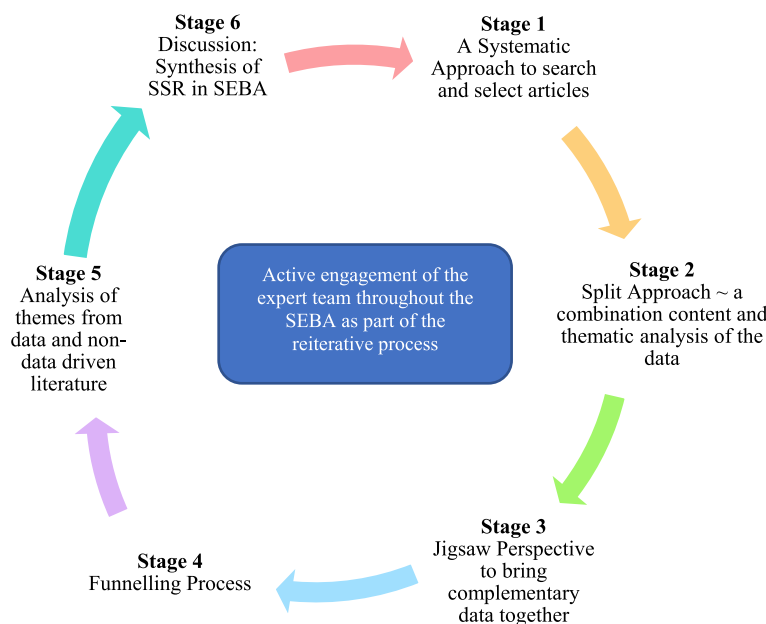 Stage 1
A Systematic
Approach to search
and select articles
Stage 2
Split Approach ~ a
combination content and
thematic analysis of the
data
Stage 3
Jigsaw Perspective
to bring
complementary
data together
Stage 4
Funnelling Process
Stage 5
Analysis of
themes from
data and non-
data driven
literature
Stage 6
Discussion:
Synthesis of
SSR in SEBA
Active engagement of the
expert team throughout the
SEBA as part of the
reiterative process